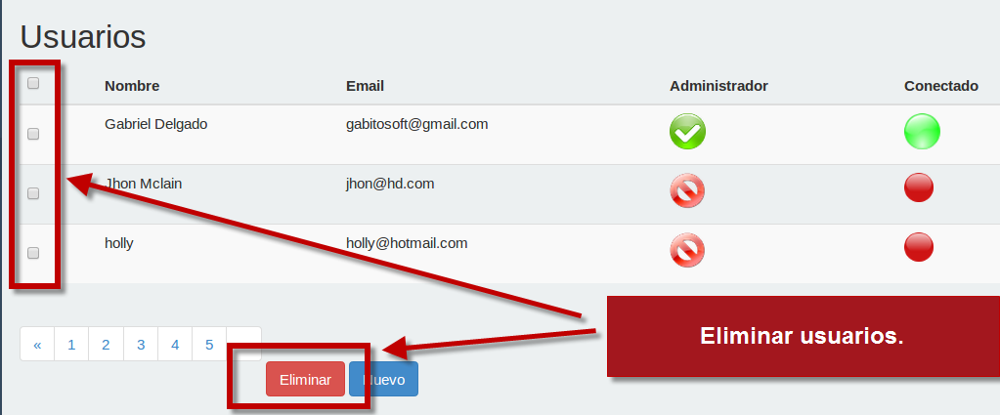 Usuarios
Nombre Email Administrador Conectado
Gabriel Delgado gabitosoft@gmail.com
Jhon Mclain jhon@hd.com
holly holly@hotmail.com
« 1 2 3 4 5
Eliminar usuarios.
Eliminar Nuevo